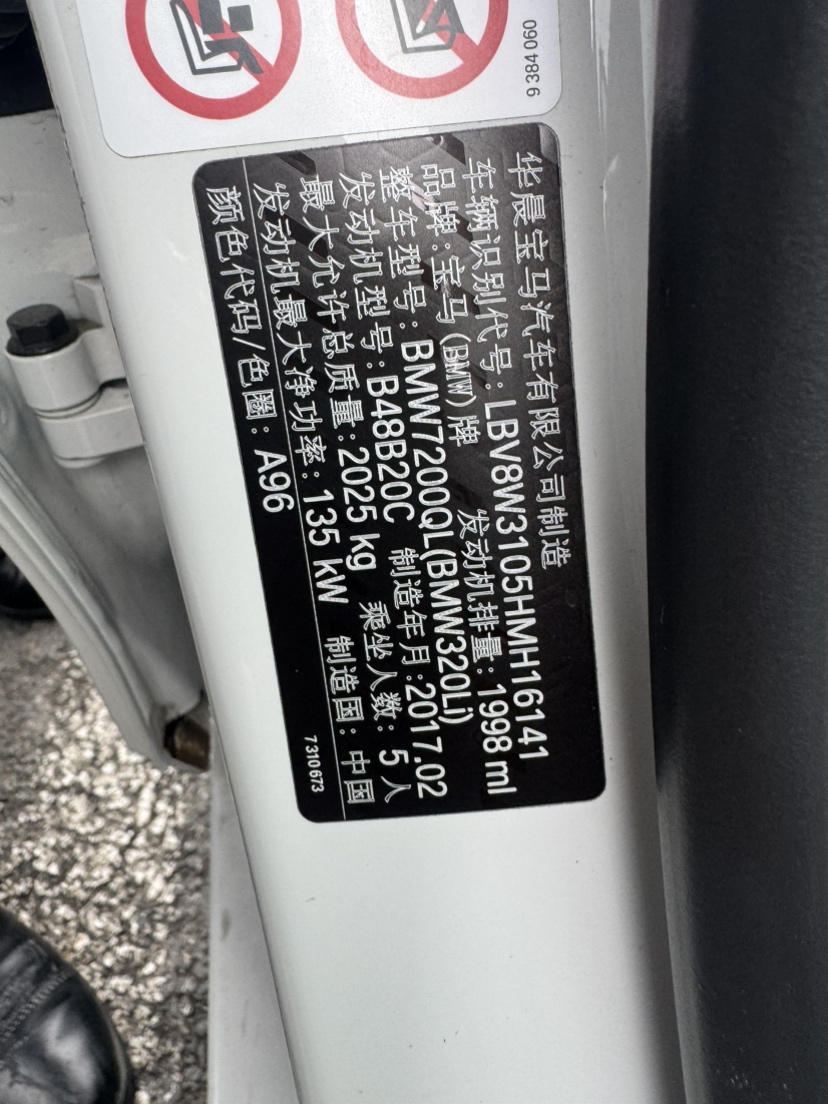 9 384 060
华晨宝马汽车有限公司制造
车辆识别代号: LBV8W3105HMH16141
品牌: 宝马(BMW)牌 发动机排量: 1998 ml
整车型号: BMW7200QL(BMW320Li)
发动机型号: B48B20C 制造年月: 2017.02
最大允许总质量: 2025 kg 乘坐人数: 5 人
发动机最大净功率: 135 kW 制造国: 中国
颜色代码/色圈: A96
7 310 673